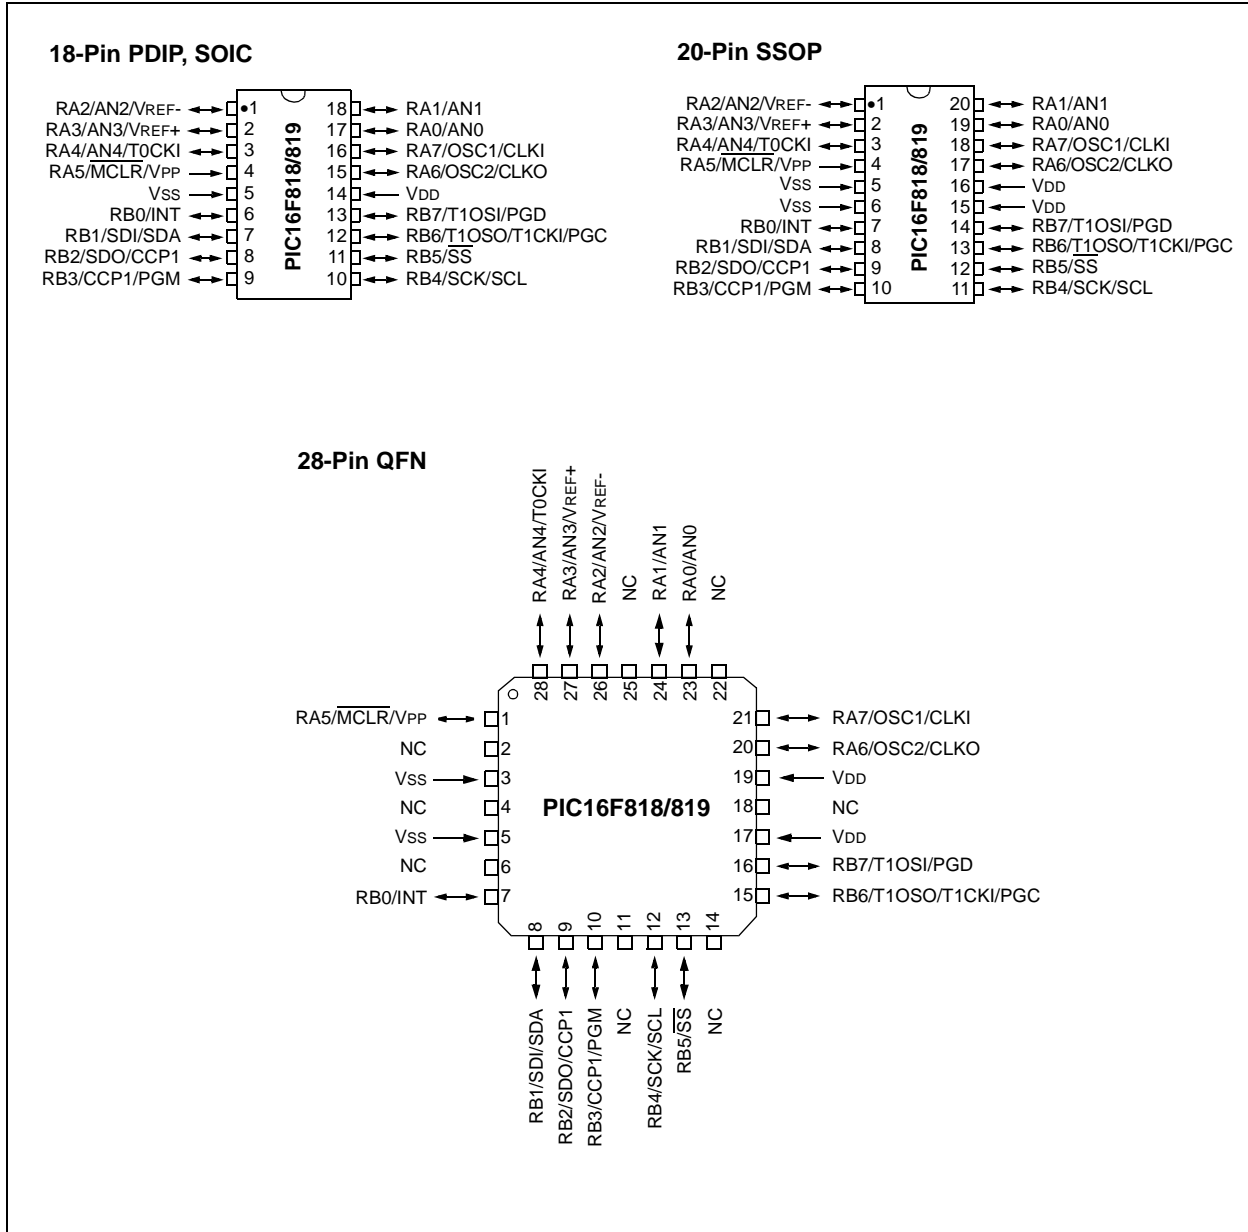 18-Pin PDIP, SOIC
RA2/AN2/VREF- 1 18 RA1/AN1
RA3/AN3/VREF+ 2 17 RA0/AN0
RA4/AN4/T0CKI 3 16 RA7/OSC1/CLKI
RA5/MCLR/VPP 4 15 RA6/OSC2/CLKO
VSS 5 14 VDD
RB0/INT 6 13 RB7/T1OSI/PGD
RB1/SDI/SDA 7 12 RB6/T1OSO/T1CKI/PGC
RB2/SDO/CCP1 8 11 RB5/SS
RB3/CCP1/PGM 9 10 RB4/SCK/SCL
PIC16F818/819
20-Pin SSOP
RA2/AN2/VREF- 1 20 RA1/AN1
RA3/AN3/VREF+ 2 19 RA0/AN0
RA4/AN4/T0CKI 3 18 RA7/OSC1/CLKI
RA5/MCLR/VPP 4 17 RA6/OSC2/CLKO
VSS 5 16 VDD
VSS 6 15 VDD
RB0/INT 7 14 RB7/T1OSI/PGD
RB1/SDI/SDA 8 13 RB6/T1OSO/T1CKI/PGC
RB2/SDO/CCP1 9 12 RB5/SS
RB3/CCP1/PGM 10 11 RB4/SCK/SCL
PIC16F818/819
28-Pin QFN
RA4/AN4/T0CKI 28
RA3/AN3/VREF+ 27
RA2/AN2/VREF- 26
NC 25
RA1/AN1 24
RA0/AN0 23
NC 22
RA5/MCLR/VPP 1 21 RA7/OSC1/CLKI
NC 2 20 RA6/OSC2/CLKO
VSS 3 19 VDD
NC 4 PIC16F818/819 18 NC
VSS 5 17 VDD
NC 6 16 RB7/T1OSI/PGD
RB0/INT 7 15 RB6/T1OSO/T1CKI/PGC
RB1/SDI/SDA 8
RB2/SDO/CCP1 9
RB3/CCP1/PGM 10
NC 11
RB4/SCK/SCL 12
RB5/SS 13
NC 14